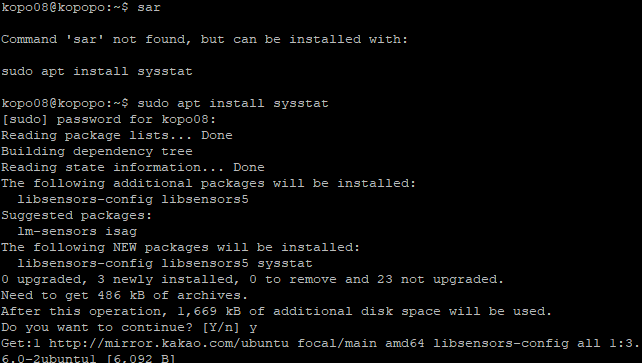 kopo08@kopopo:~$ sar
Command 'sar' not found, but can be installed with:
sudo apt install sysstat
kopo08@kopopo:~$ sudo apt install sysstat
[sudo] password for kopo08:
Reading package lists... Done
Building dependency tree
Reading state information... Done
The following additional packages will be installed:
  libsensors-config libsensors5
Suggested packages:
  lm-sensors isag
The following NEW packages will be installed:
  libsensors-config libsensors5 sysstat
0 upgraded, 3 newly installed, 0 to remove and 23 not upgraded.
Need to get 486 kB of archives.
After this operation, 1,669 kB of additional disk space will be used.
Do you want to continue? [Y/n] y
Get:1 http://mirror.kakao.com/ubuntu focal/main amd64 libsensors-config all 1:3.
6.0-2ubuntu1 [6,092 B]